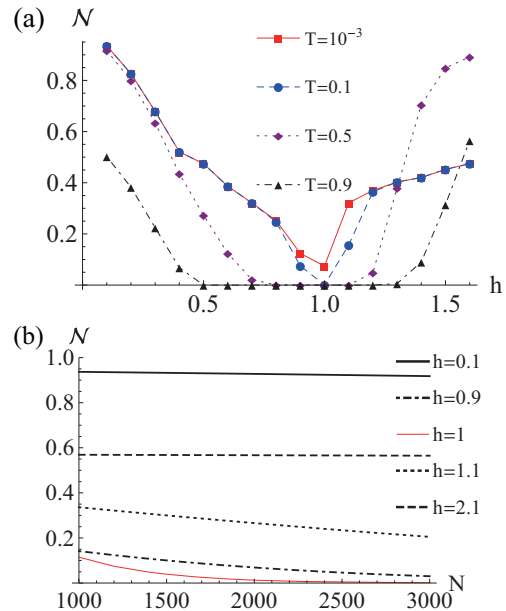 (a) 𝒩
T=10⁻³
T=0.1
T=0.5
T=0.9
0.8
0.6
0.4
0.2
0.5 1.0 1.5 h
(b) 𝒩
1.0
0.8
0.6
0.4
0.2
h=0.1
h=0.9
h=1
h=1.1
h=2.1
1000 1500 2000 2500 3000 N